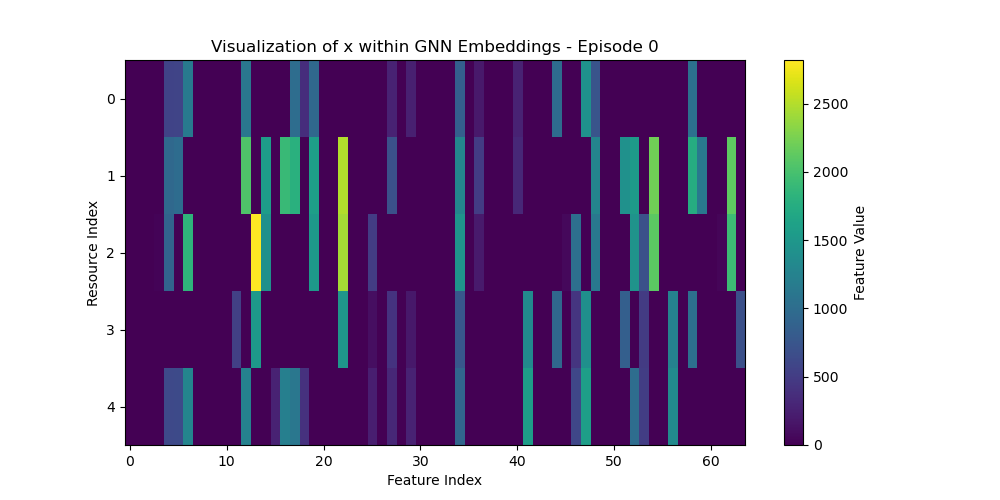 Visualization of x within GNN Embeddings - Episode 0
Resource Index
0
1
2
3
4
0 10 20 30 40 50 60
Feature Index
2500
2000
1500
1000
500
0
Feature Value